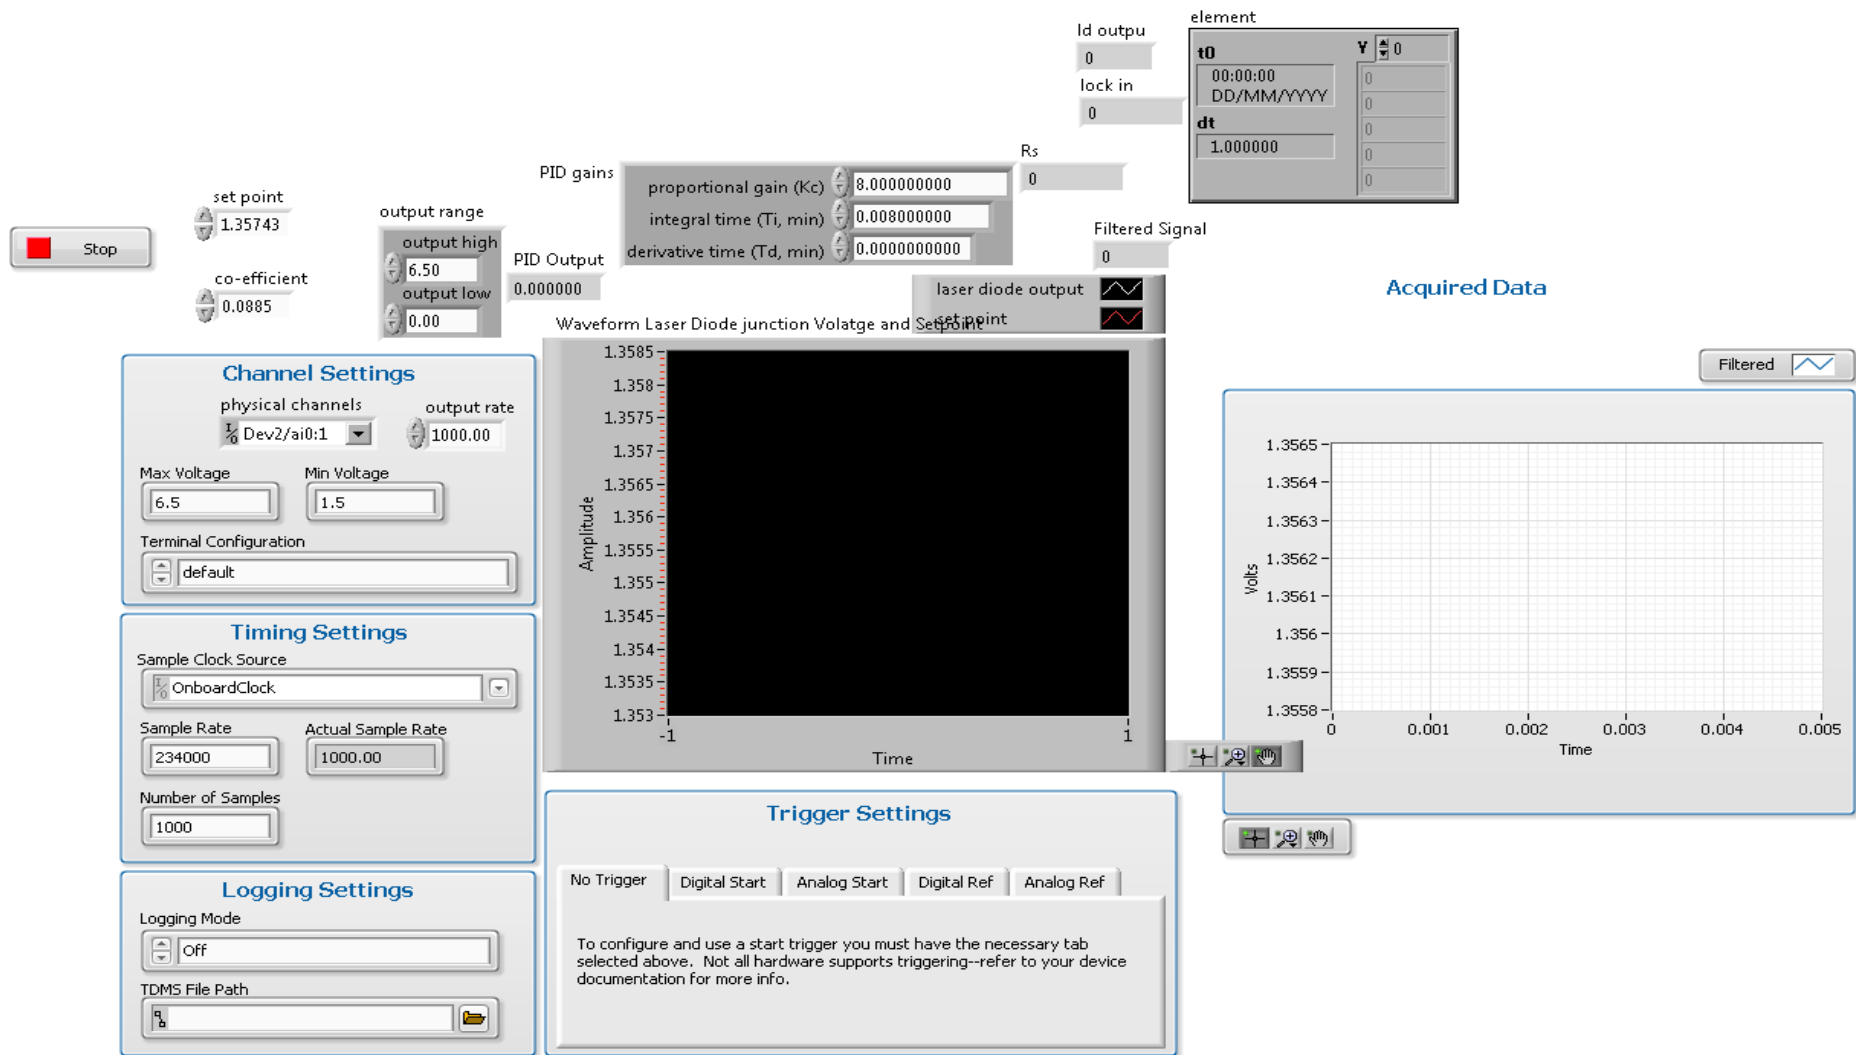 Id outpu
0
lock in
0
element
t0
00:00:00
DD/MM/YYYY
dt
1.000000
Y 0
0
0
0
0
0
Rs
0
PID gains
proportional gain (Kc) 8.000000000
integral time (Ti, min) 0.008000000
derivative time (Td, min) 0.0000000000
Filtered Signal
0
Stop
set point
1.35743
co-efficient
0.0885
output range
output high
6.50
output low
0.00
PID Output
0.000000
laser diode output
set point
Waveform Laser Diode junction Volatge and Setpoint
Amplitude
1.3585
1.358
1.3575
1.357
1.3565
1.356
1.3555
1.355
1.3545
1.354
1.3535
1.353
-1 1
Time
Channel Settings
physical channels
Dev2/ai0:1
output rate
1000.00
Max Voltage
6.5
Min Voltage
1.5
Terminal Configuration
default
Timing Settings
Sample Clock Source
OnboardClock
Sample Rate
234000
Actual Sample Rate
1000.00
Number of Samples
1000
Logging Settings
Logging Mode
Off
TDMS File Path
Trigger Settings
No Trigger Digital Start Analog Start Digital Ref Analog Ref
To configure and use a start trigger you must have the necessary tab
selected above. Not all hardware supports triggering--refer to your device
documentation for more info.
Acquired Data
Filtered
Volts
1.3565
1.3564
1.3563
1.3562
1.3561
1.356
1.3559
1.3558
0 0.001 0.002 0.003 0.004 0.005
Time